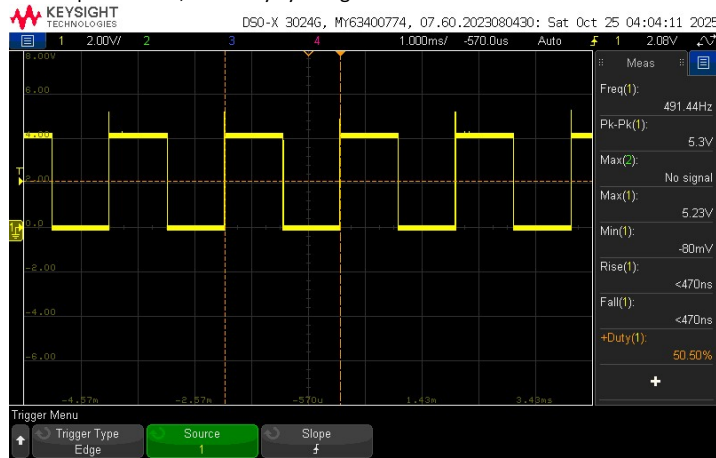 KEYSIGHT
TECHNOLOGIES
DSO-X 3024G, MY63400774, 07.60.2023080430: Sat Oct 25 04:04:11 2025
1 2.00V/ 2 3 4 1.000ms/ -570.0us Auto 1 2.08V
8.00V
6.00
4.00
T
2.00
0.0
-2.00
-4.00
-6.00
-4.57m -2.57m -570u 1.43m 3.43ms
Meas
Freq(1):
491.44Hz
Pk-Pk(1):
5.3V
Max(2):
No signal
Max(1):
5.23V
Min(1):
-80mV
Rise(1):
<470ns
Fall(1):
<470ns
+Duty(1):
50.50%
+
Trigger Menu
Trigger Type
Edge
Source
1
Slope